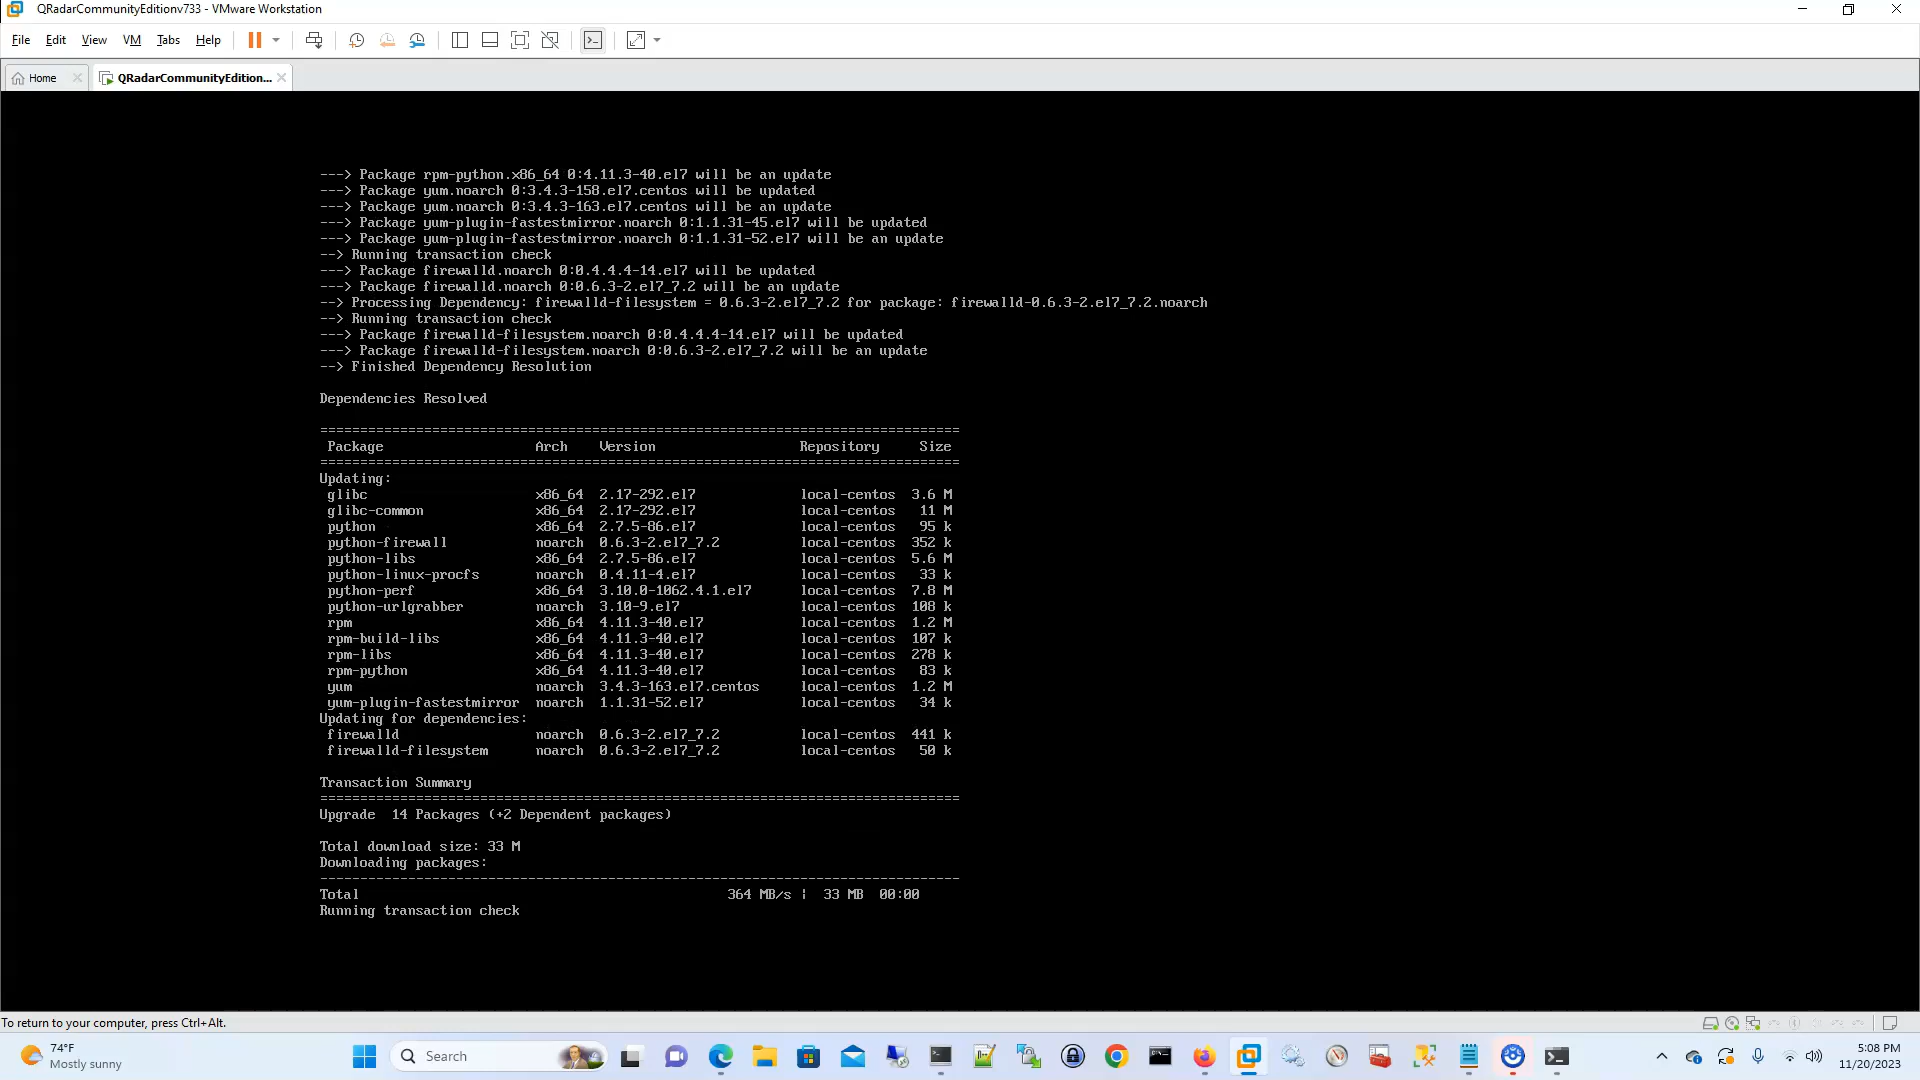 QRadarCommunityEditionv733 - VMware Workstation
File Edit View VM Tabs Help
Home QRadarCommunityEdition...
---> Package rpm-python.x86_64 0:4.11.3-40.el7 will be an update
---> Package yum.noarch 0:3.4.3-158.el7.centos will be updated
---> Package yum.noarch 0:3.4.3-163.el7.centos will be an update
---> Package yum-plugin-fastestmirror.noarch 0:1.1.31-45.el7 will be updated
---> Package yum-plugin-fastestmirror.noarch 0:1.1.31-52.el7 will be an update
--> Running transaction check
---> Package firewalld.noarch 0:0.4.4.4-14.el7 will be updated
---> Package firewalld.noarch 0:0.6.3-2.el7_7.2 will be an update
--> Processing Dependency: firewalld-filesystem = 0.6.3-2.el7_7.2 for package: firewalld-0.6.3-2.el7_7.2.noarch
--> Running transaction check
---> Package firewalld-filesystem.noarch 0:0.4.4.4-14.el7 will be updated
---> Package firewalld-filesystem.noarch 0:0.6.3-2.el7_7.2 will be an update
--> Finished Dependency Resolution
Dependencies Resolved
================================================================================
Package Arch Version Repository Size
================================================================================
Updating:
glibc x86_64 2.17-292.el7 local-centos 3.6 M
glibc-common x86_64 2.17-292.el7 local-centos 11 M
python x86_64 2.7.5-86.el7 local-centos 95 k
python-firewall noarch 0.6.3-2.el7_7.2 local-centos 352 k
python-libs x86_64 2.7.5-86.el7 local-centos 5.6 M
python-linux-procfs noarch 0.4.11-4.el7 local-centos 33 k
python-perf x86_64 3.10.0-1062.4.1.el7 local-centos 7.8 M
python-urlgrabber noarch 3.10-9.el7 local-centos 108 k
rpm x86_64 4.11.3-40.el7 local-centos 1.2 M
rpm-build-libs x86_64 4.11.3-40.el7 local-centos 107 k
rpm-libs x86_64 4.11.3-40.el7 local-centos 278 k
rpm-python x86_64 4.11.3-40.el7 local-centos 83 k
yum noarch 3.4.3-163.el7.centos local-centos 1.2 M
yum-plugin-fastestmirror noarch 1.1.31-52.el7 local-centos 34 k
Updating for dependencies:
firewalld noarch 0.6.3-2.el7_7.2 local-centos 441 k
firewalld-filesystem noarch 0.6.3-2.el7_7.2 local-centos 50 k
Transaction Summary
================================================================================
Upgrade 14 Packages (+2 Dependent packages)
Total download size: 33 M
Downloading packages:
--------------------------------------------------------------------------------
Total 364 MB/s | 33 MB 00:00
Running transaction check
To return to your computer, press Ctrl+Alt.
74°F
Mostly sunny
Search
5:08 PM
11/20/2023